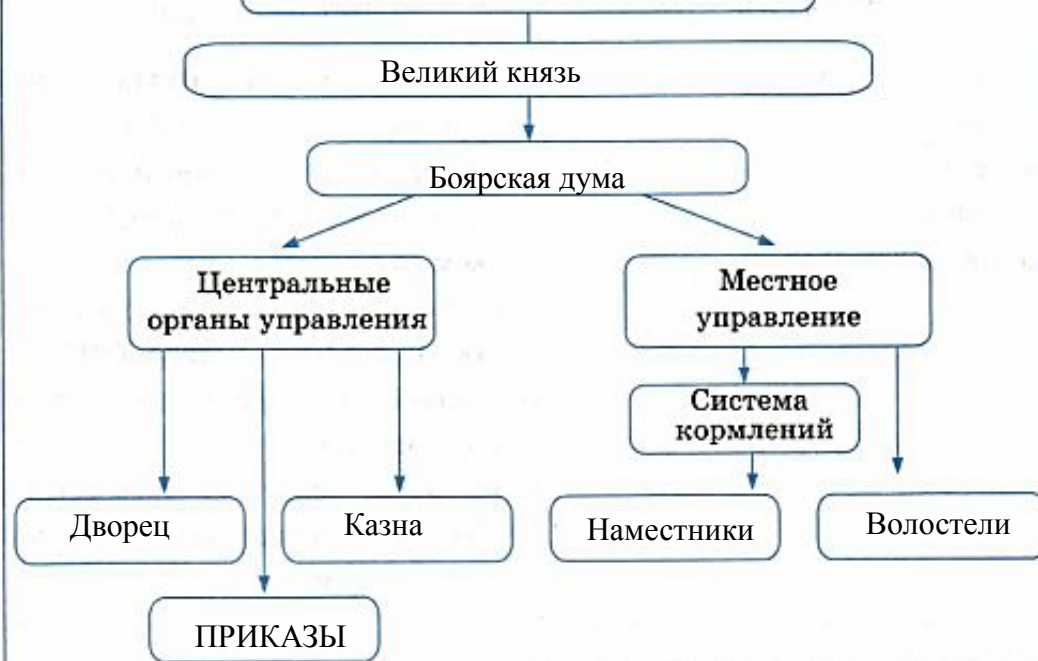 Великий князь
Боярская дума
Центральные
органы управления
Местное
управление
Система
кормлений
Дворец
Казна
Наместники
Волостели
ПРИКАЗЫ